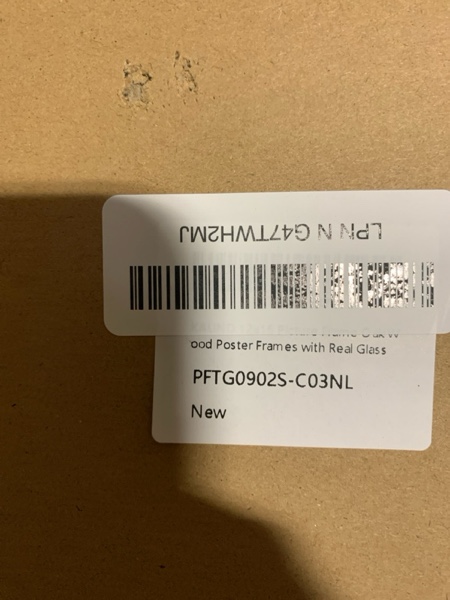 LPN N G47TWH2MJ
ood Poster Frames with Real Glass
PFTG0902S-C03NL
New